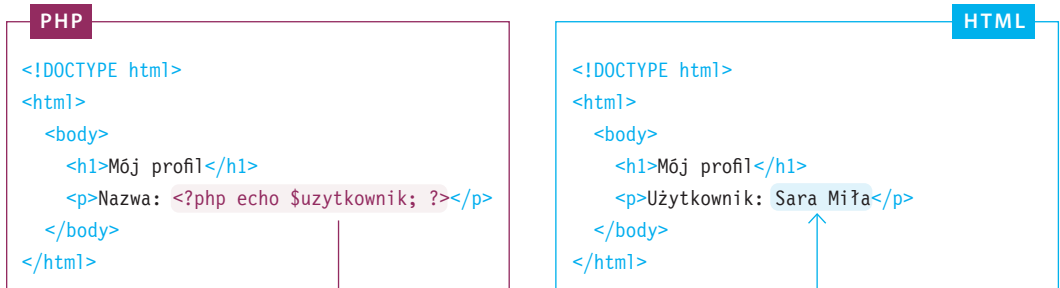 PHP
<!DOCTYPE html>
<html>
<body>
<h1>Mój profil</h1>
<p>Nazwa: <?php echo $uzytkownik; ?></p>
</body>
</html>
HTML
<!DOCTYPE html>
<html>
<body>
<h1>Mój profil</h1>
<p>Użytkownik: Sara Miła</p>
</body>
</html>